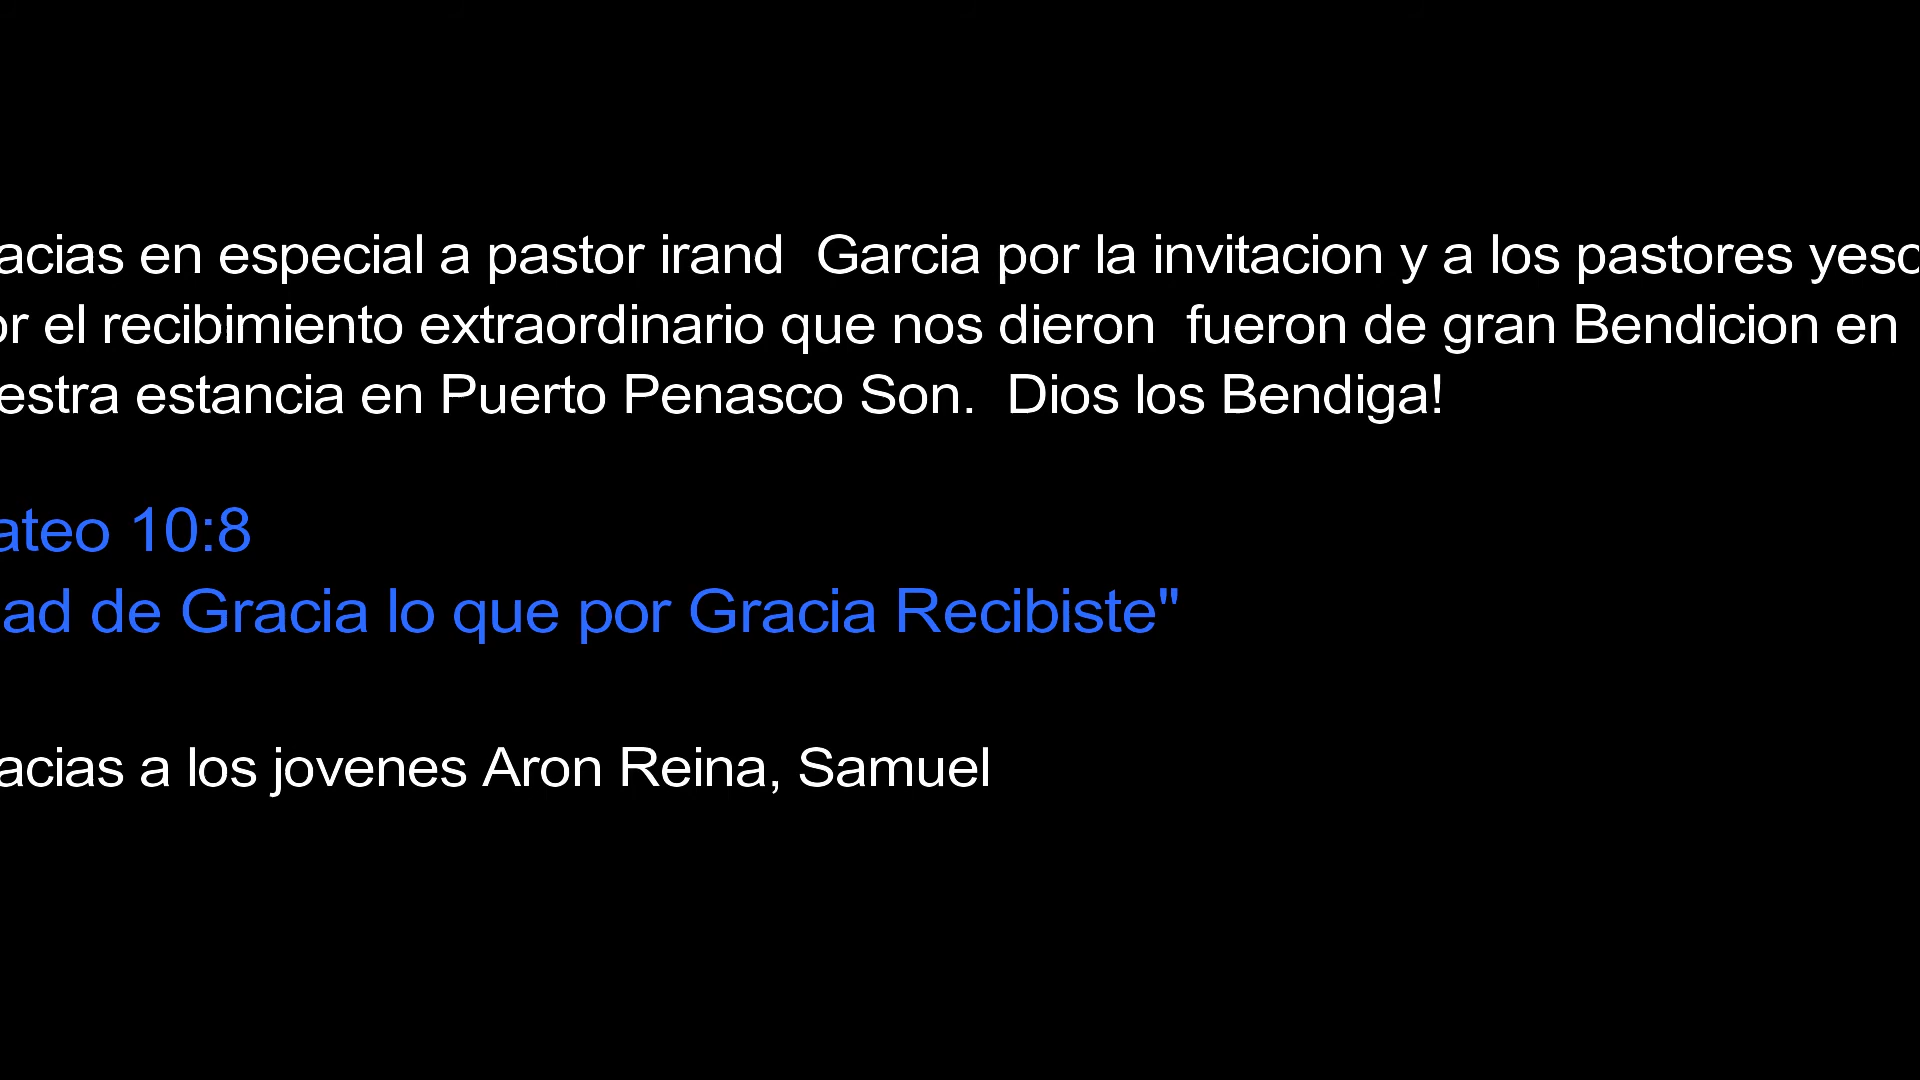 acias en especial a pastor irand  Garcia por la invitacion y a los pastores
or el recibimiento extraordinario que nos dieron  fueron de gran Bendicion en
estra estancia en Puerto Penasco Son.  Dios los Bendiga!
ateo 10:8
ad de Gracia lo que por Gracia Recibiste"
acias a los jovenes Aron Reina, Samuel